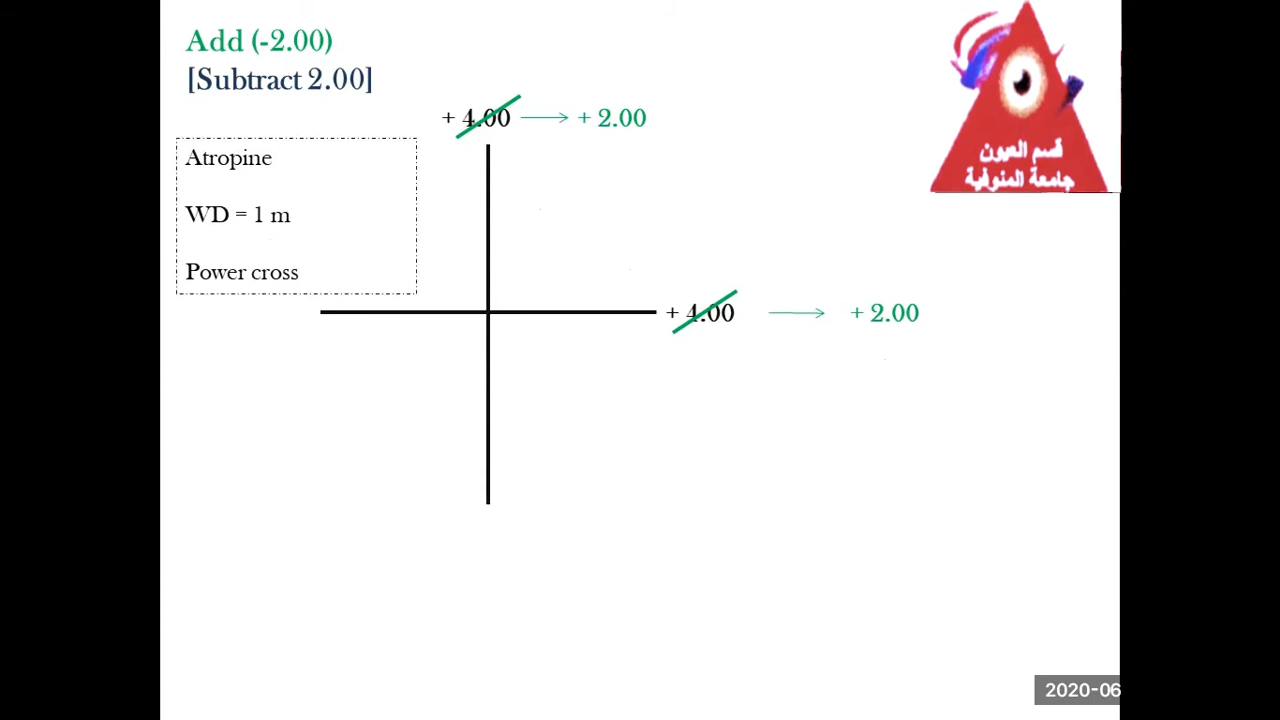 Add (-2.00)
[Subtract 2.00]
+ 4.00 → + 2.00
Atropine
WD = 1 m
Power cross
+ 4.00 → + 2.00
قسم العيون
جامعة المنوفية
2020-06